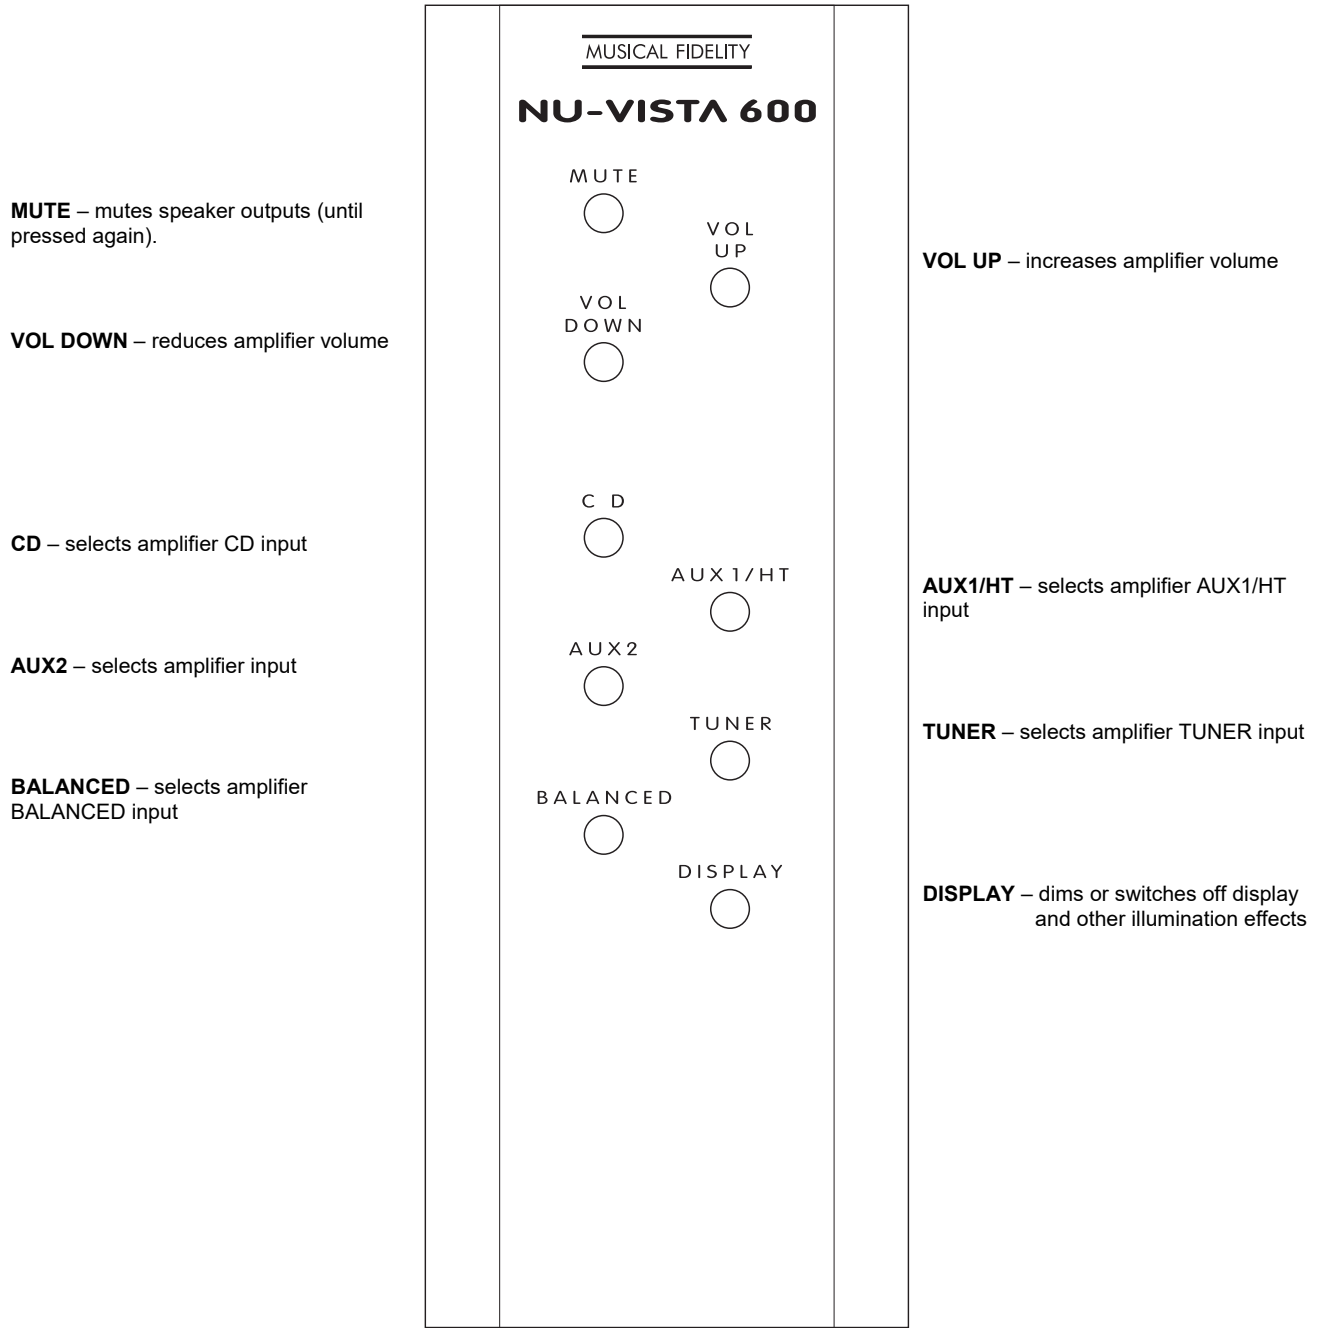 MUSICAL FIDELITY
NU-VISTA 600
MUTE
MUTE – mutes speaker outputs (until
pressed again).
VOL
UP
VOL UP – increases amplifier volume
VOL
DOWN
VOL DOWN – reduces amplifier volume
C D
CD – selects amplifier CD input
AUX1/HT
AUX1/HT – selects amplifier AUX1/HT
input
AUX2
AUX2 – selects amplifier input
TUNER
TUNER – selects amplifier TUNER input
BALANCED – selects amplifier
BALANCED input
BALANCED
DISPLAY
DISPLAY – dims or switches off display
and other illumination effects